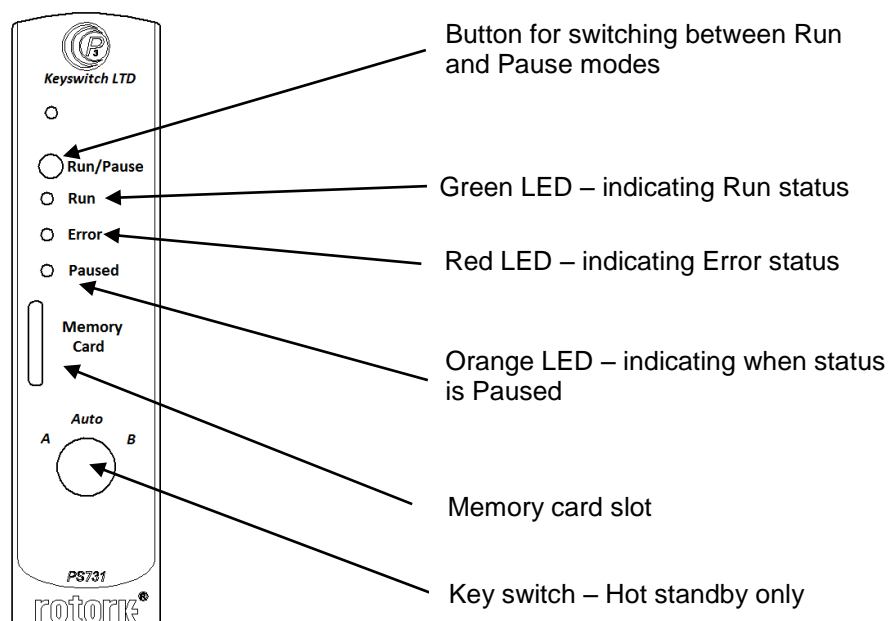 P
3
Keyswitch LTD
Run/Pause
Run
Error
Paused
Memory
Card
Auto
A B
PS731
rotork®
Button for switching between Run
and Pause modes
Green LED – indicating Run status
Red LED – indicating Error status
Orange LED – indicating when status
is Paused
Memory card slot
Key switch – Hot standby only